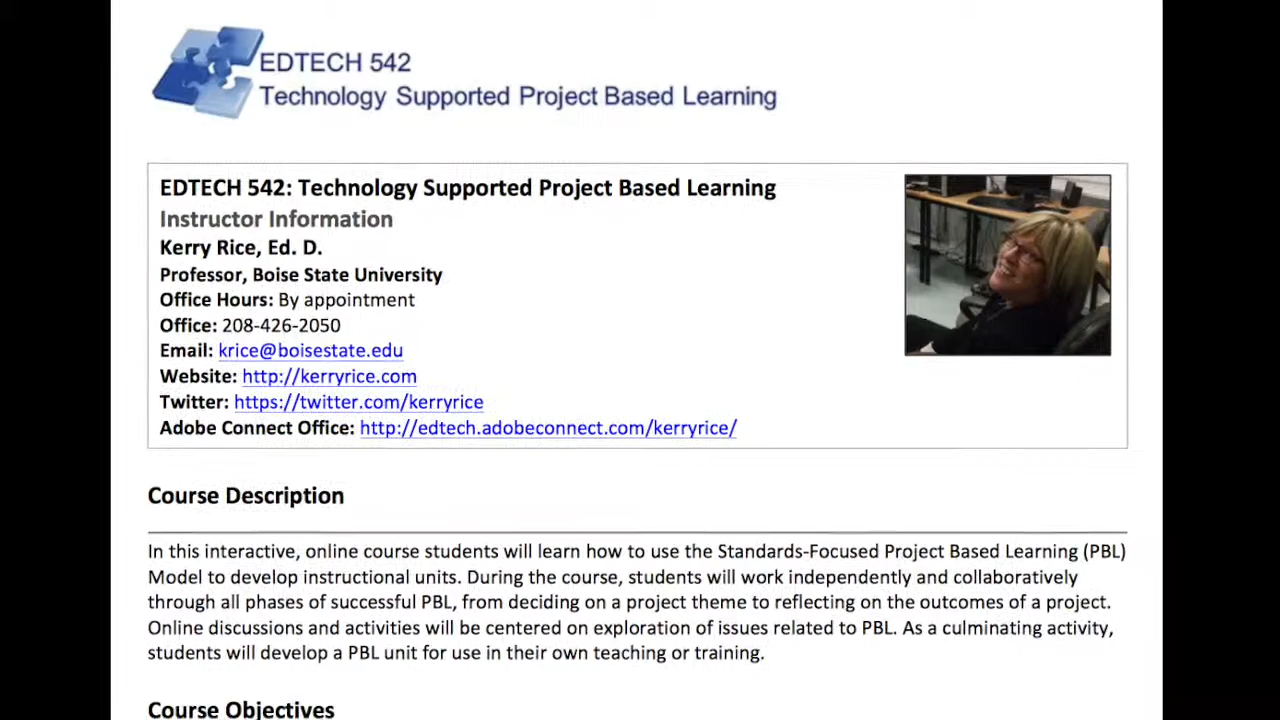 EDTECH 542
Technology Supported Project Based Learning
EDTECH 542: Technology Supported Project Based Learning
Instructor Information
Kerry Rice, Ed. D.
Professor, Boise State University
Office Hours: By appointment
Office: 208-426-2050
Email: krice@boisestate.edu
Website: http://kerryrice.com
Twitter: https://twitter.com/kerryrice
Adobe Connect Office: http://edtech.adobeconnect.com/kerryrice/
Course Description
In this interactive, online course students will learn how to use the Standards-Focused Project Based Learning (PBL)
Model to develop instructional units. During the course, students will work independently and collaboratively
through all phases of successful PBL, from deciding on a project theme to reflecting on the outcomes of a project.
Online discussions and activities will be centered on exploration of issues related to PBL. As a culminating activity,
students will develop a PBL unit for use in their own teaching or training.
Course Objectives